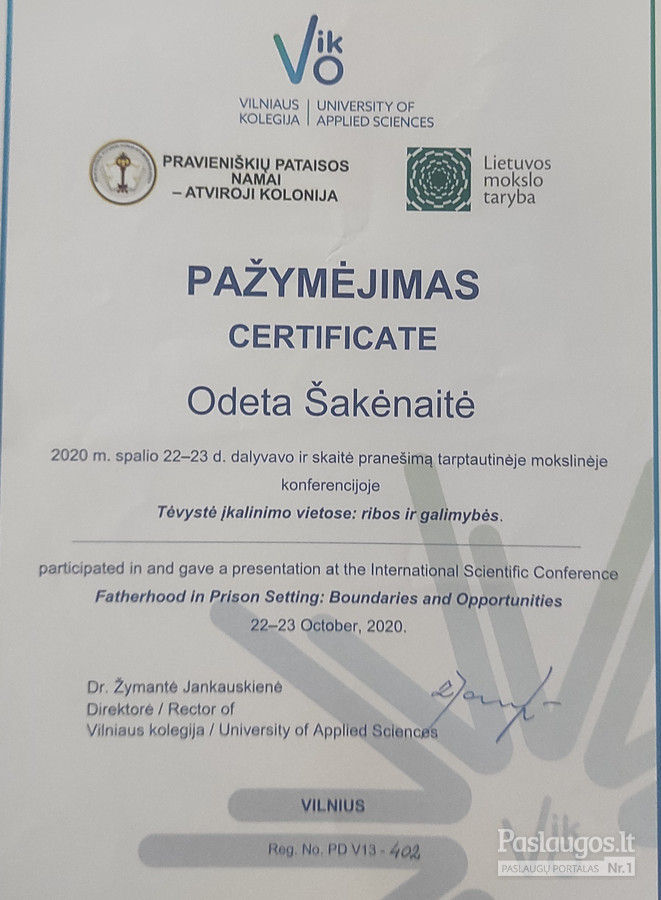 Vik
O
VILNIAUS KOLEGIJA | UNIVERSITY OF APPLIED SCIENCES
PRAVIENIŠKIŲ PATAISOS
NAMAI
– ATVIROJI KOLONIJA
Lietuvos
mokslo
taryba
PAŽYMĖJIMAS
CERTIFICATE
Odeta Šakėnaitė
2020 m. spalio 22–23 d. dalyvavo ir skaitė pranešimą tarptautinėje mokslinėje
konferencijoje
Tėvystė įkalinimo vietose: ribos ir galimybės.
participated in and gave a presentation at the International Scientific Conference
Fatherhood in Prison Setting: Boundaries and Opportunities
22–23 October, 2020.
Dr. Žymantė Jankauskienė
Direktorė / Rector of
Vilniaus kolegija / University of Applied Sciences
VILNIUS
Reg. No. PD V13 - 402
Paslaugos.lt
PASLAUGŲ PORTALAS Nr.1